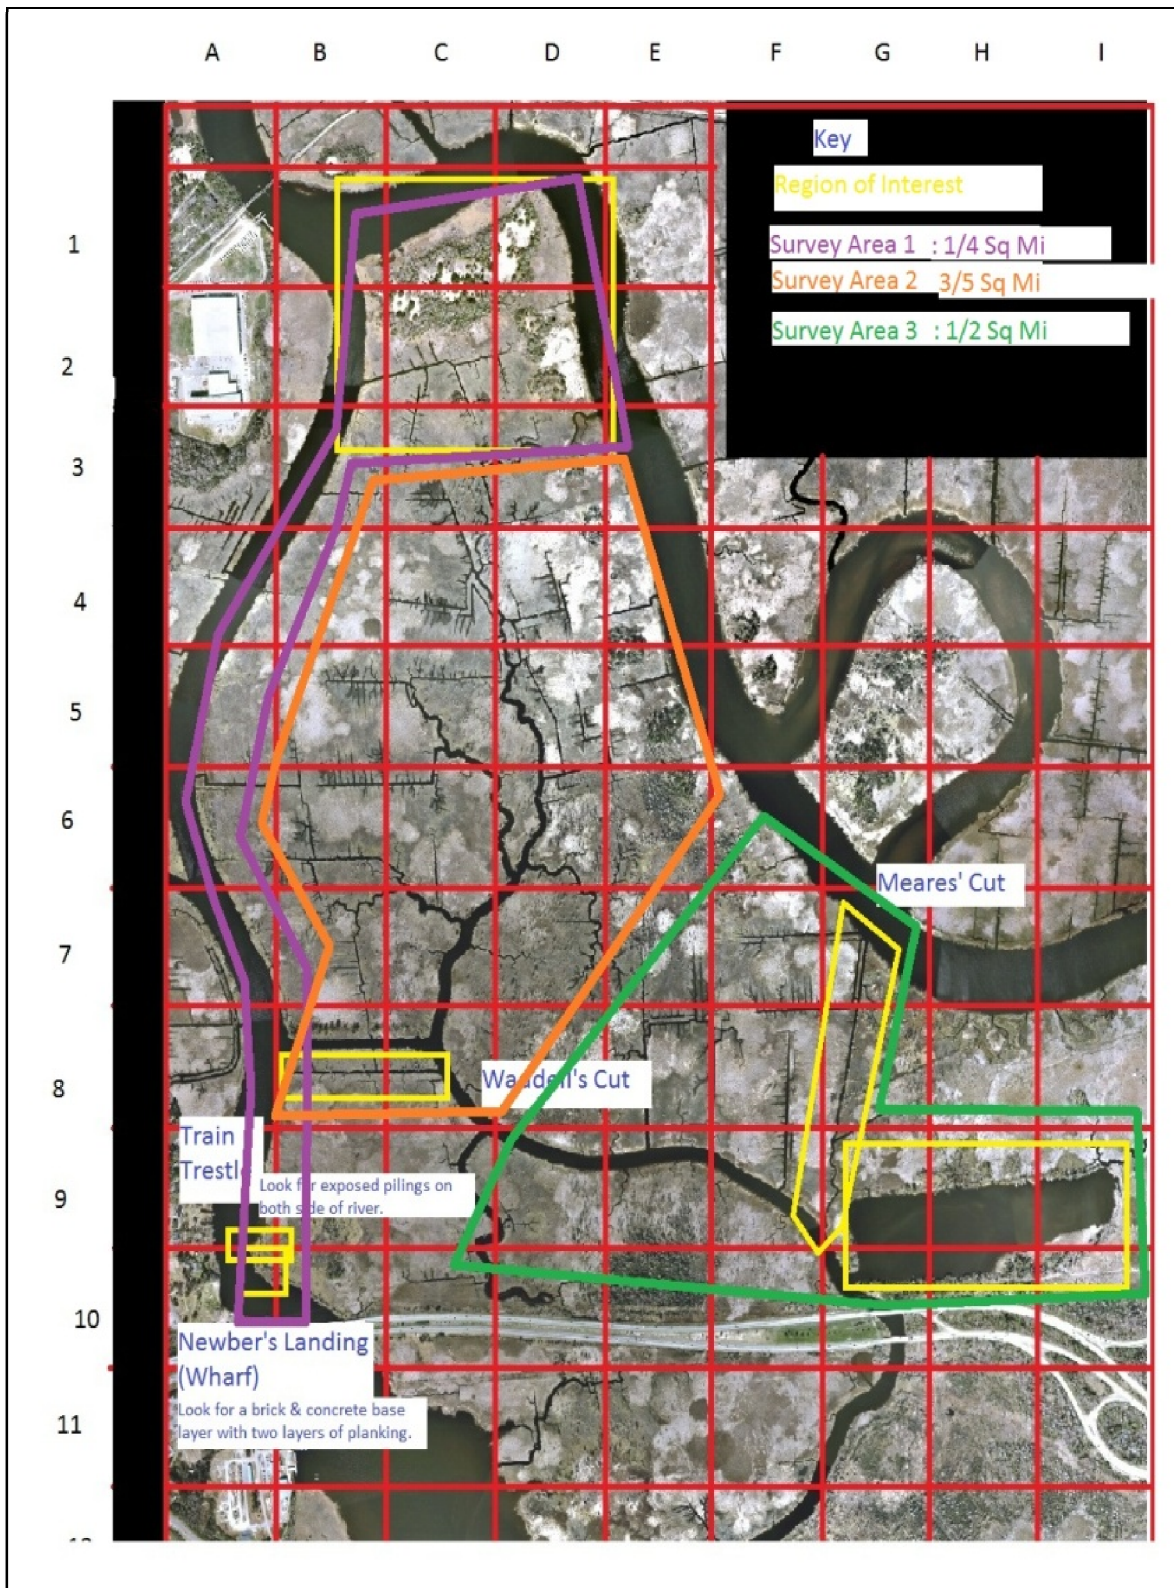 A B C D E F G H I
Key
Region of Interest
1
Survey Area 1 : 1/4 Sq Mi
Survey Area 2 3/5 Sq Mi
Survey Area 3 : 1/2 Sq Mi
2
3
4
5
6
Meares' Cut
7
8
Waddell's Cut
Train
Trestle
9
Look for exposed pilings on
both side of river.
10
Newber's Landing
(Wharf)
Look for a brick & concrete base
layer with two layers of planking.
11